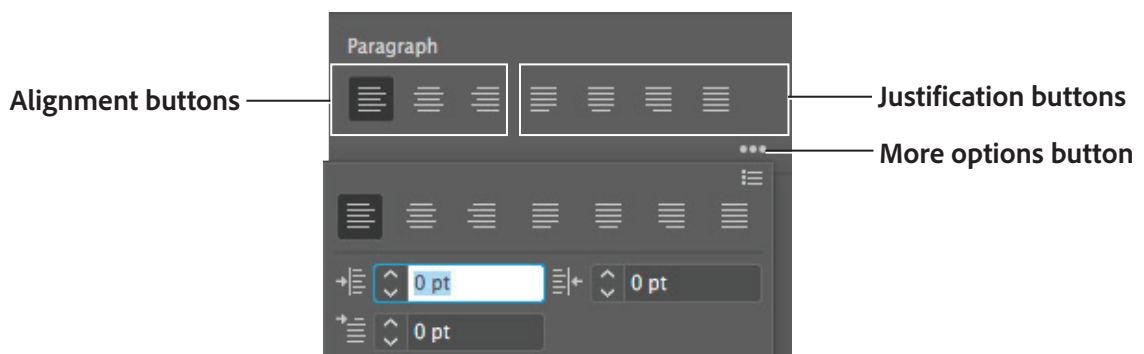 Paragraph
Alignment buttons
Justification buttons
More options button
0 pt
0 pt
0 pt